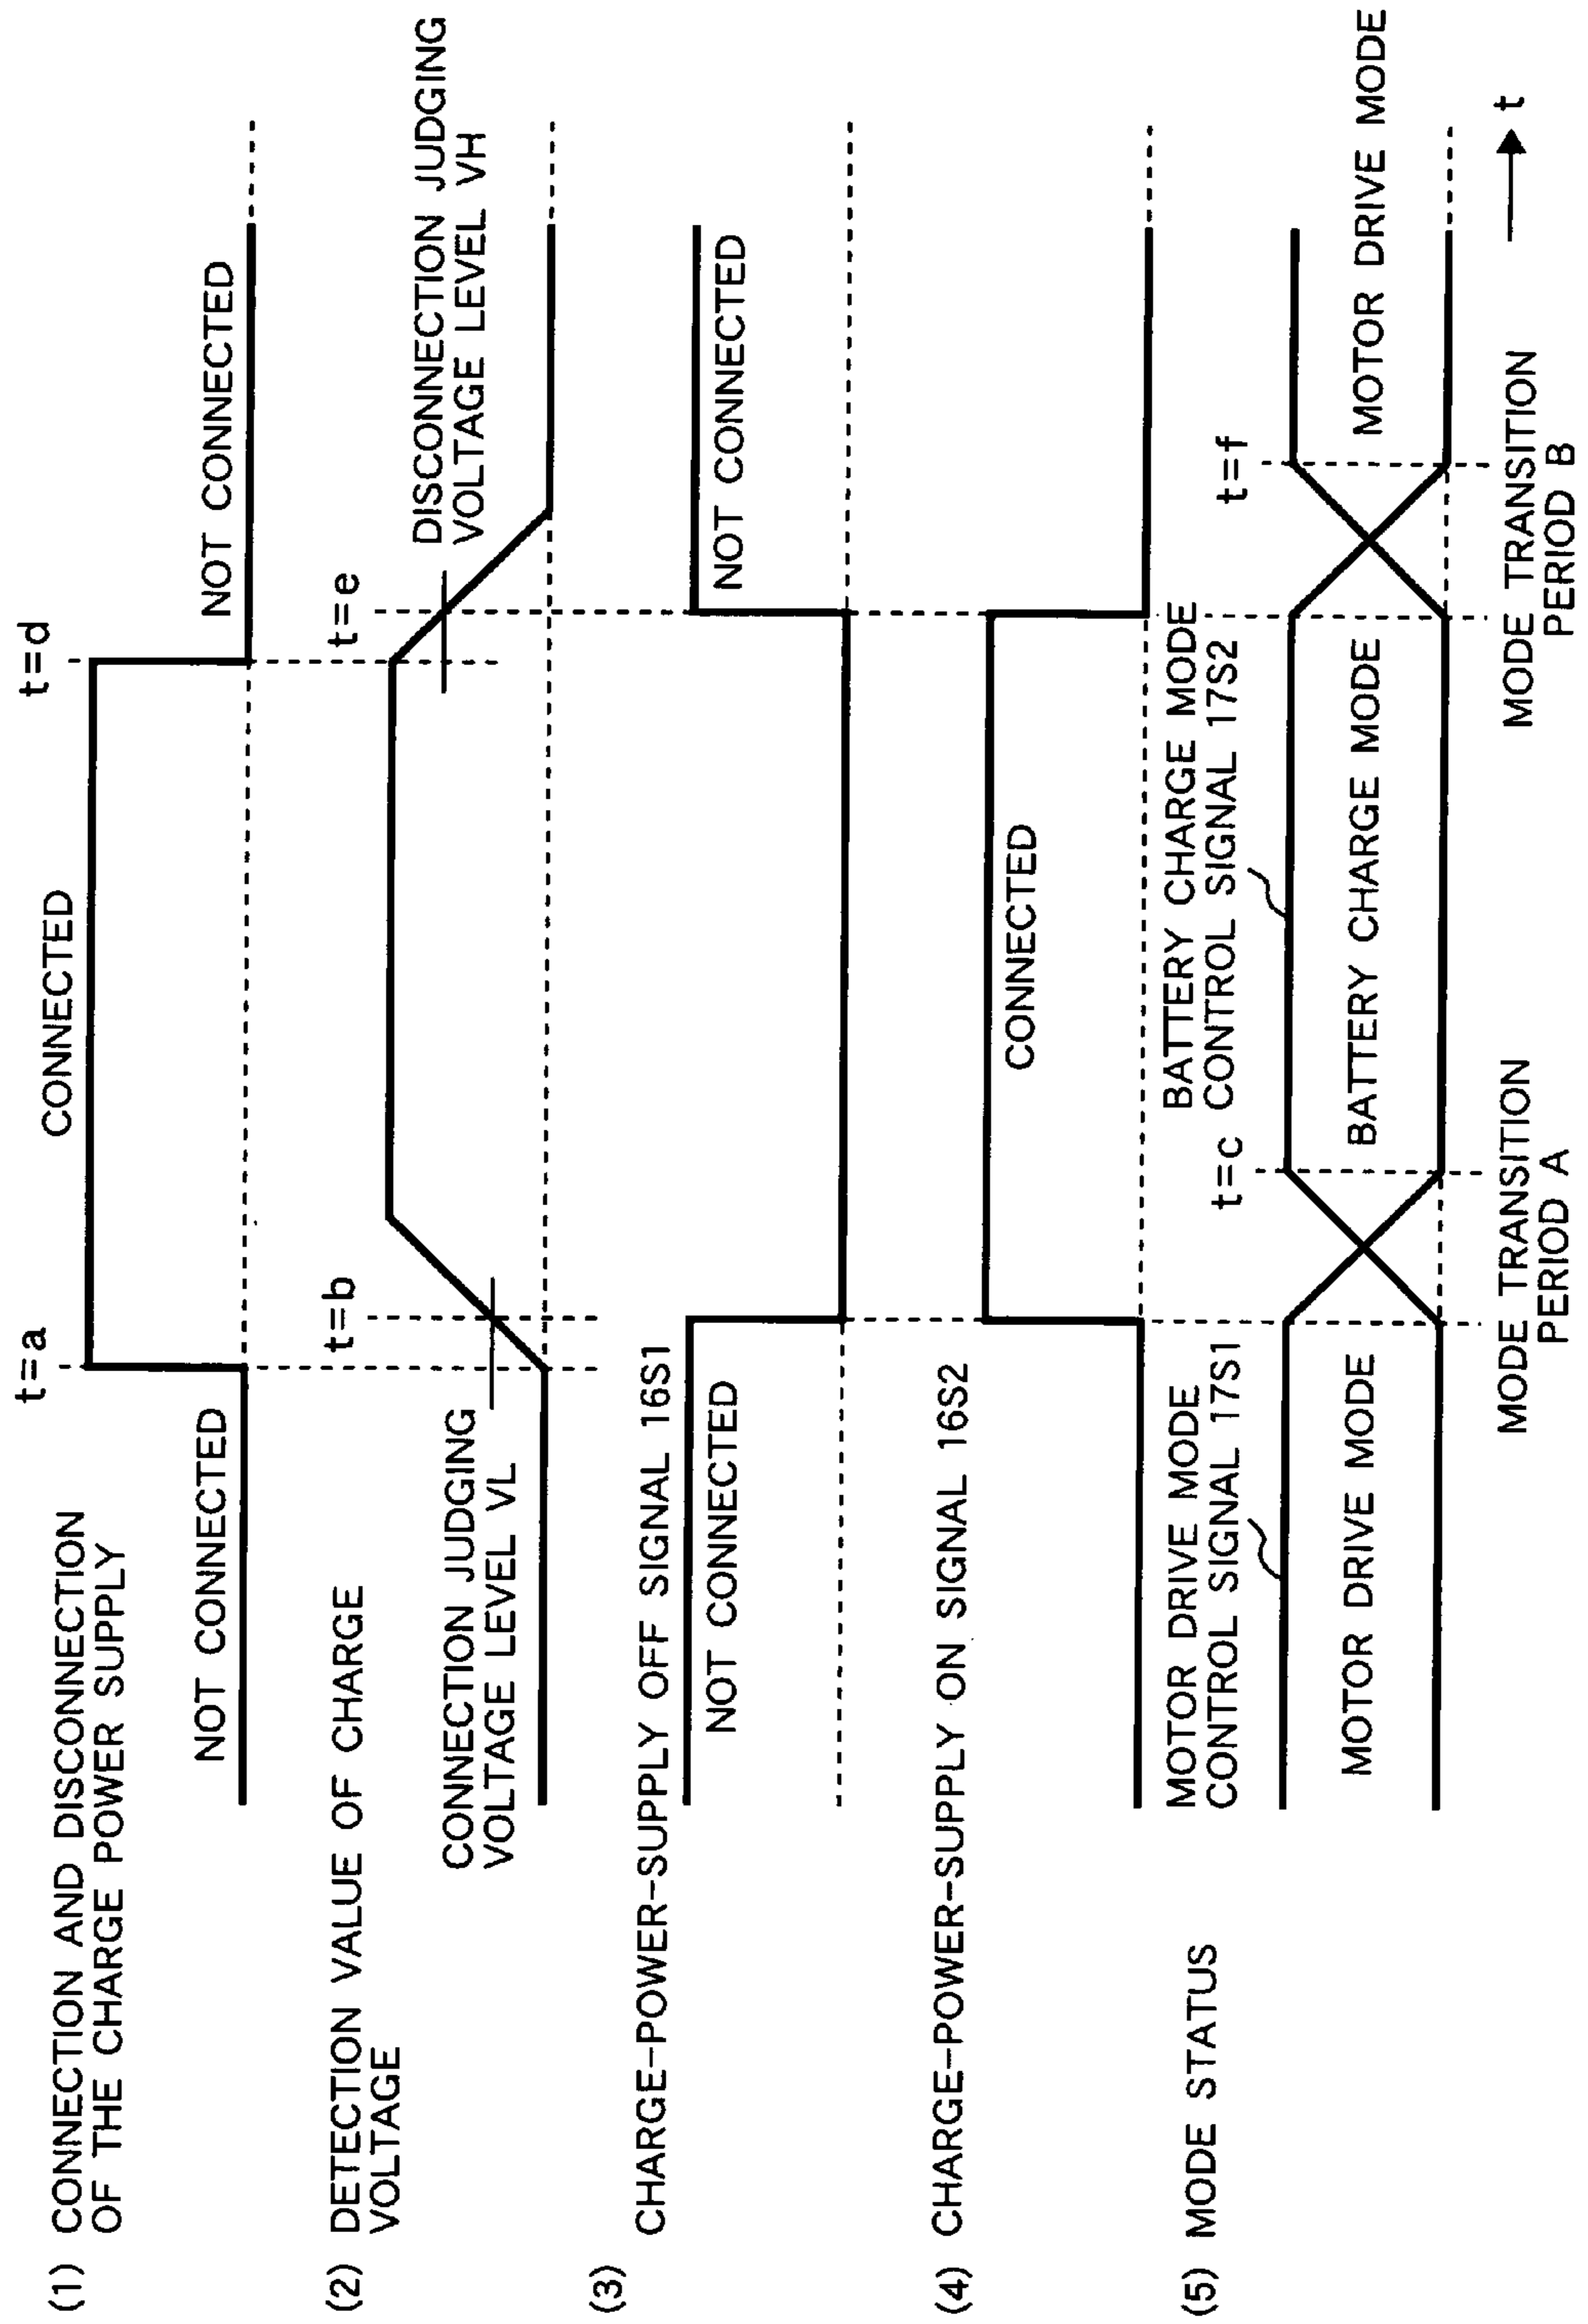 (1) CONNECTION AND DISCONNECTION
OF THE CHARGE POWER SUPPLY
t=a
t=d
NOT CONNECTED
CONNECTED
NOT CONNECTED
(2) DETECTION VALUE OF CHARGE
VOLTAGE
t=b
t=e
CONNECTION JUDGING
VOLTAGE LEVEL VL
DISCONNECTION JUDGING
VOLTAGE LEVEL VH
(3) CHARGE-POWER-SUPPLY OFF SIGNAL 16S1
NOT CONNECTED
NOT CONNECTED
(4) CHARGE-POWER-SUPPLY ON SIGNAL 16S2
CONNECTED
(5) MODE STATUS
MOTOR DRIVE MODE
CONTROL SIGNAL 17S1
t=c
BATTERY CHARGE MODE
CONTROL SIGNAL 17S2
t=f
MOTOR DRIVE MODE
BATTERY CHARGE MODE
MOTOR DRIVE MODE
MODE TRANSITION
PERIOD A
MODE TRANSITION
PERIOD B
t